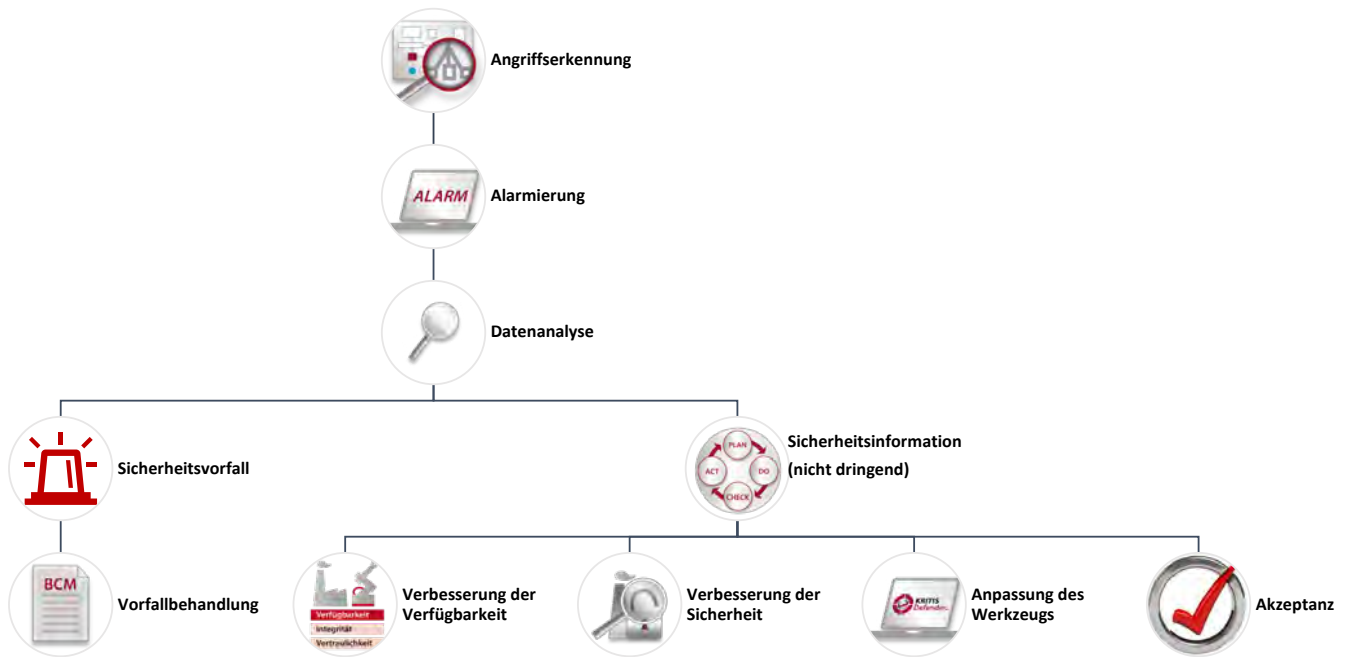 Angriffserkennung
ALARM
Alarmierung
Datenanalyse
Sicherheitsvorfall
PLAN
DO
CHECK
ACT
Sicherheitsinformation
(nicht dringend)
BCM
Vorfallbehandlung
Verfügbarkeit
Integrität
Vertraulichkeit
Verbesserung der
Verfügbarkeit
Verbesserung der
Sicherheit
KRITIS
Defender
Anpassung des
Werkzeugs
Akzeptanz